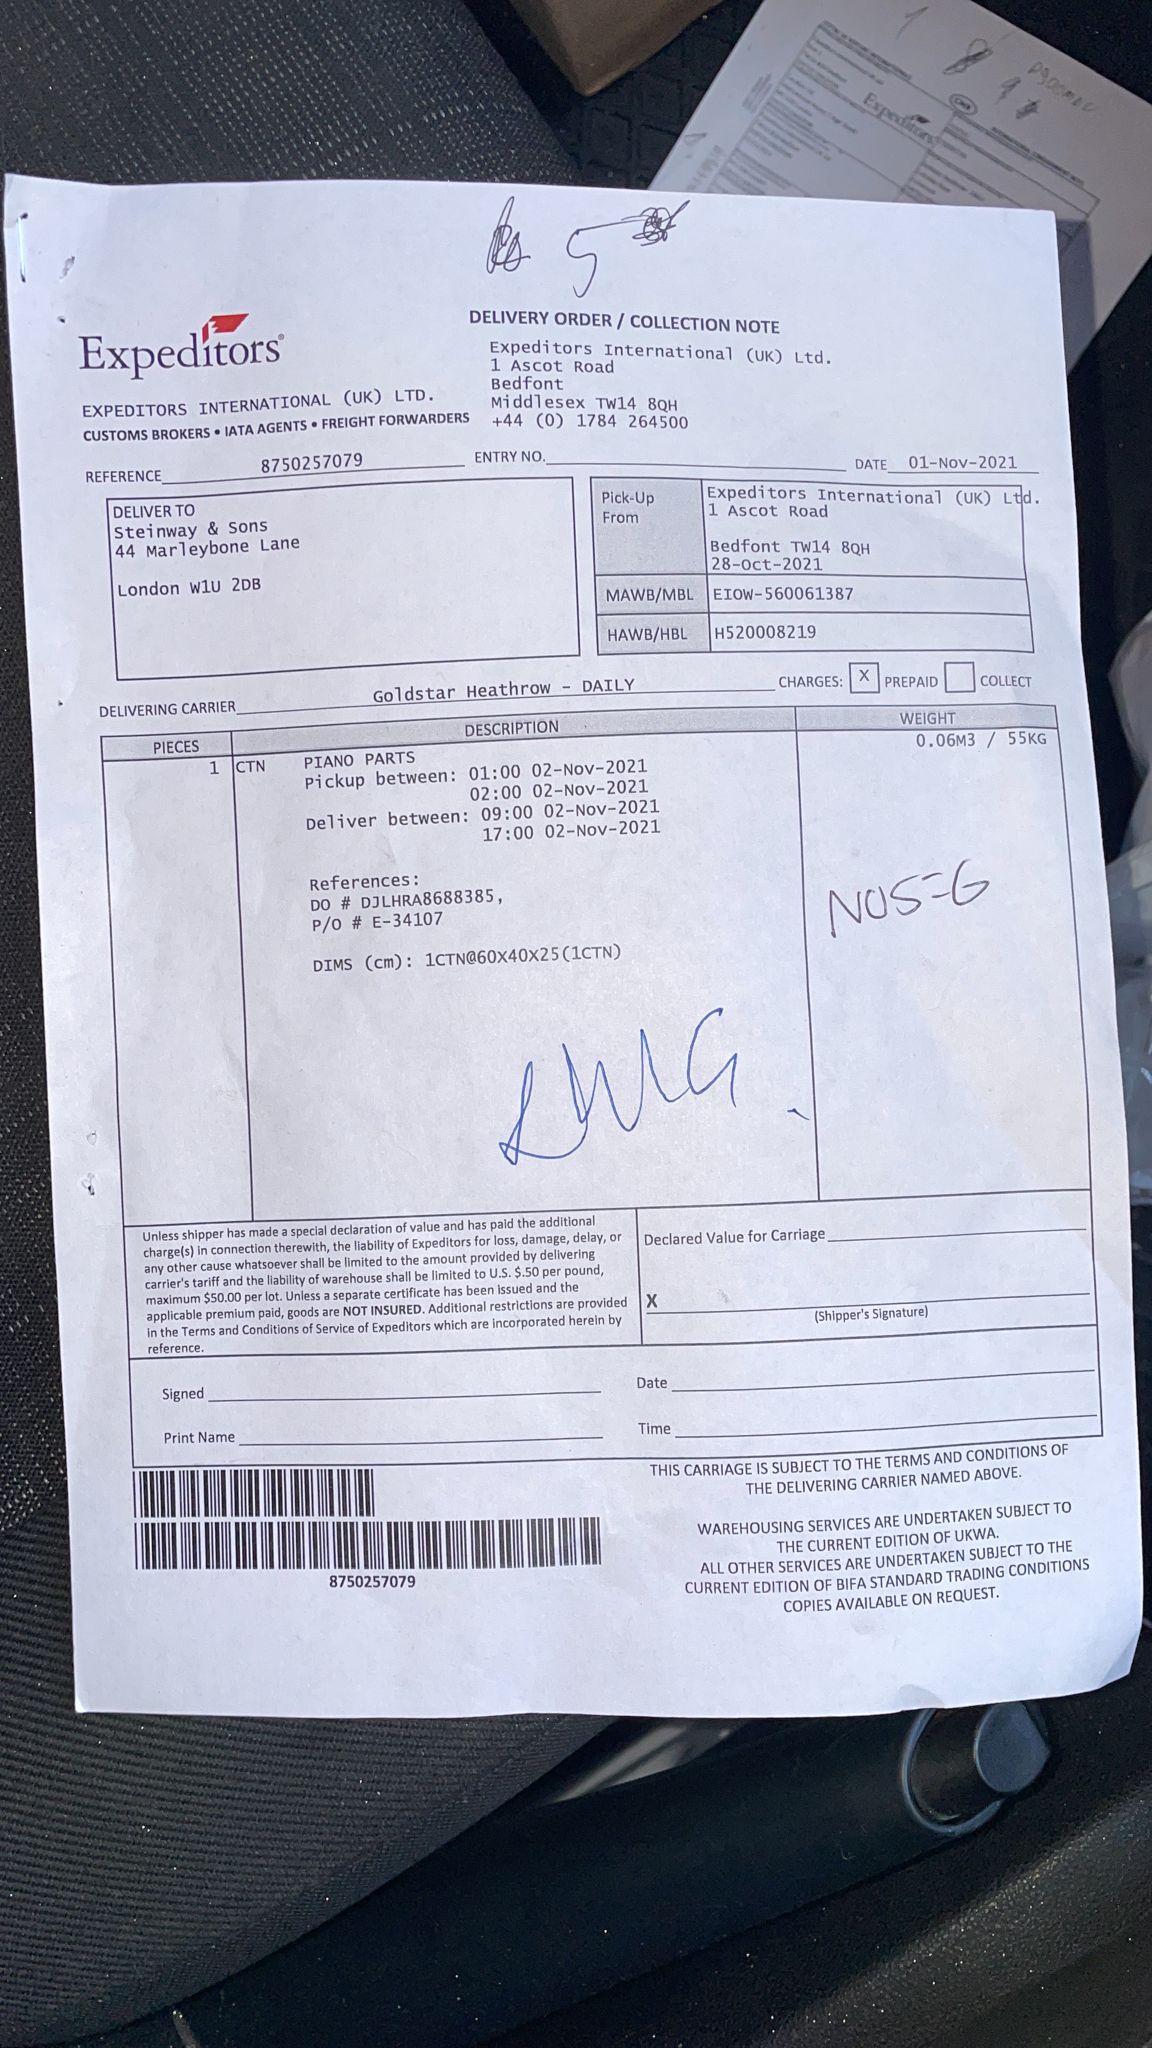 5
DELIVERY ORDER / COLLECTION NOTE
Expeditors
Expeditors International (UK) Ltd.
1 Ascot Road
Bedfont
Middlesex TW14 8QH
+44 (0) 1784 264500
EXPEDITORS INTERNATIONAL (UK) LTD.
CUSTOMS BROKERS • IATA AGENTS • FREIGHT FORWARDERS
REFERENCE 8750257079 ENTRY NO. DATE 01-Nov-2021
DELIVER TO
Steinway & Sons
44 Marleybone Lane
London W1U 2DB
Pick-Up From
Expeditors International (UK) Ltd.
1 Ascot Road
Bedfont TW14 8QH
28-Oct-2021
MAWB/MBL EIOW-560061387
HAWB/HBL H520008219
DELIVERING CARRIER Goldstar Heathrow - DAILY CHARGES: X PREPAID COLLECT
PIECES DESCRIPTION WEIGHT
1 CTN PIANO PARTS 0.06M3 / 55KG
Pickup between: 01:00 02-Nov-2021
02:00 02-Nov-2021
Deliver between: 09:00 02-Nov-2021
17:00 02-Nov-2021
References:
DO # DJLHRA8688385,
P/O # E-34107
DIMS (cm): 1CTN@60X40X25(1CTN)
Unless shipper has made a special declaration of value and has paid the additional
charge(s) in connection therewith, the liability of Expeditors for loss, damage, delay, or
any other cause whatsoever shall be limited to the amount provided by delivering
carrier's tariff and the liability of warehouse shall be limited to U.S. $.50 per pound,
maximum $50.00 per lot. Unless a separate certificate has been issued and the
applicable premium paid, goods are NOT INSURED. Additional restrictions are provided
in the Terms and Conditions of Service of Expeditors which are incorporated herein by
reference.
Declared Value for Carriage
X
(Shipper's Signature)
Signed
Date
Print Name
Time
8750257079
THIS CARRIAGE IS SUBJECT TO THE TERMS AND CONDITIONS OF
THE DELIVERING CARRIER NAMED ABOVE.
WAREHOUSING SERVICES ARE UNDERTAKEN SUBJECT TO
THE CURRENT EDITION OF UKWA.
ALL OTHER SERVICES ARE UNDERTAKEN SUBJECT TO THE
CURRENT EDITION OF BIFA STANDARD TRADING CONDITIONS
COPIES AVAILABLE ON REQUEST.
Expeditors